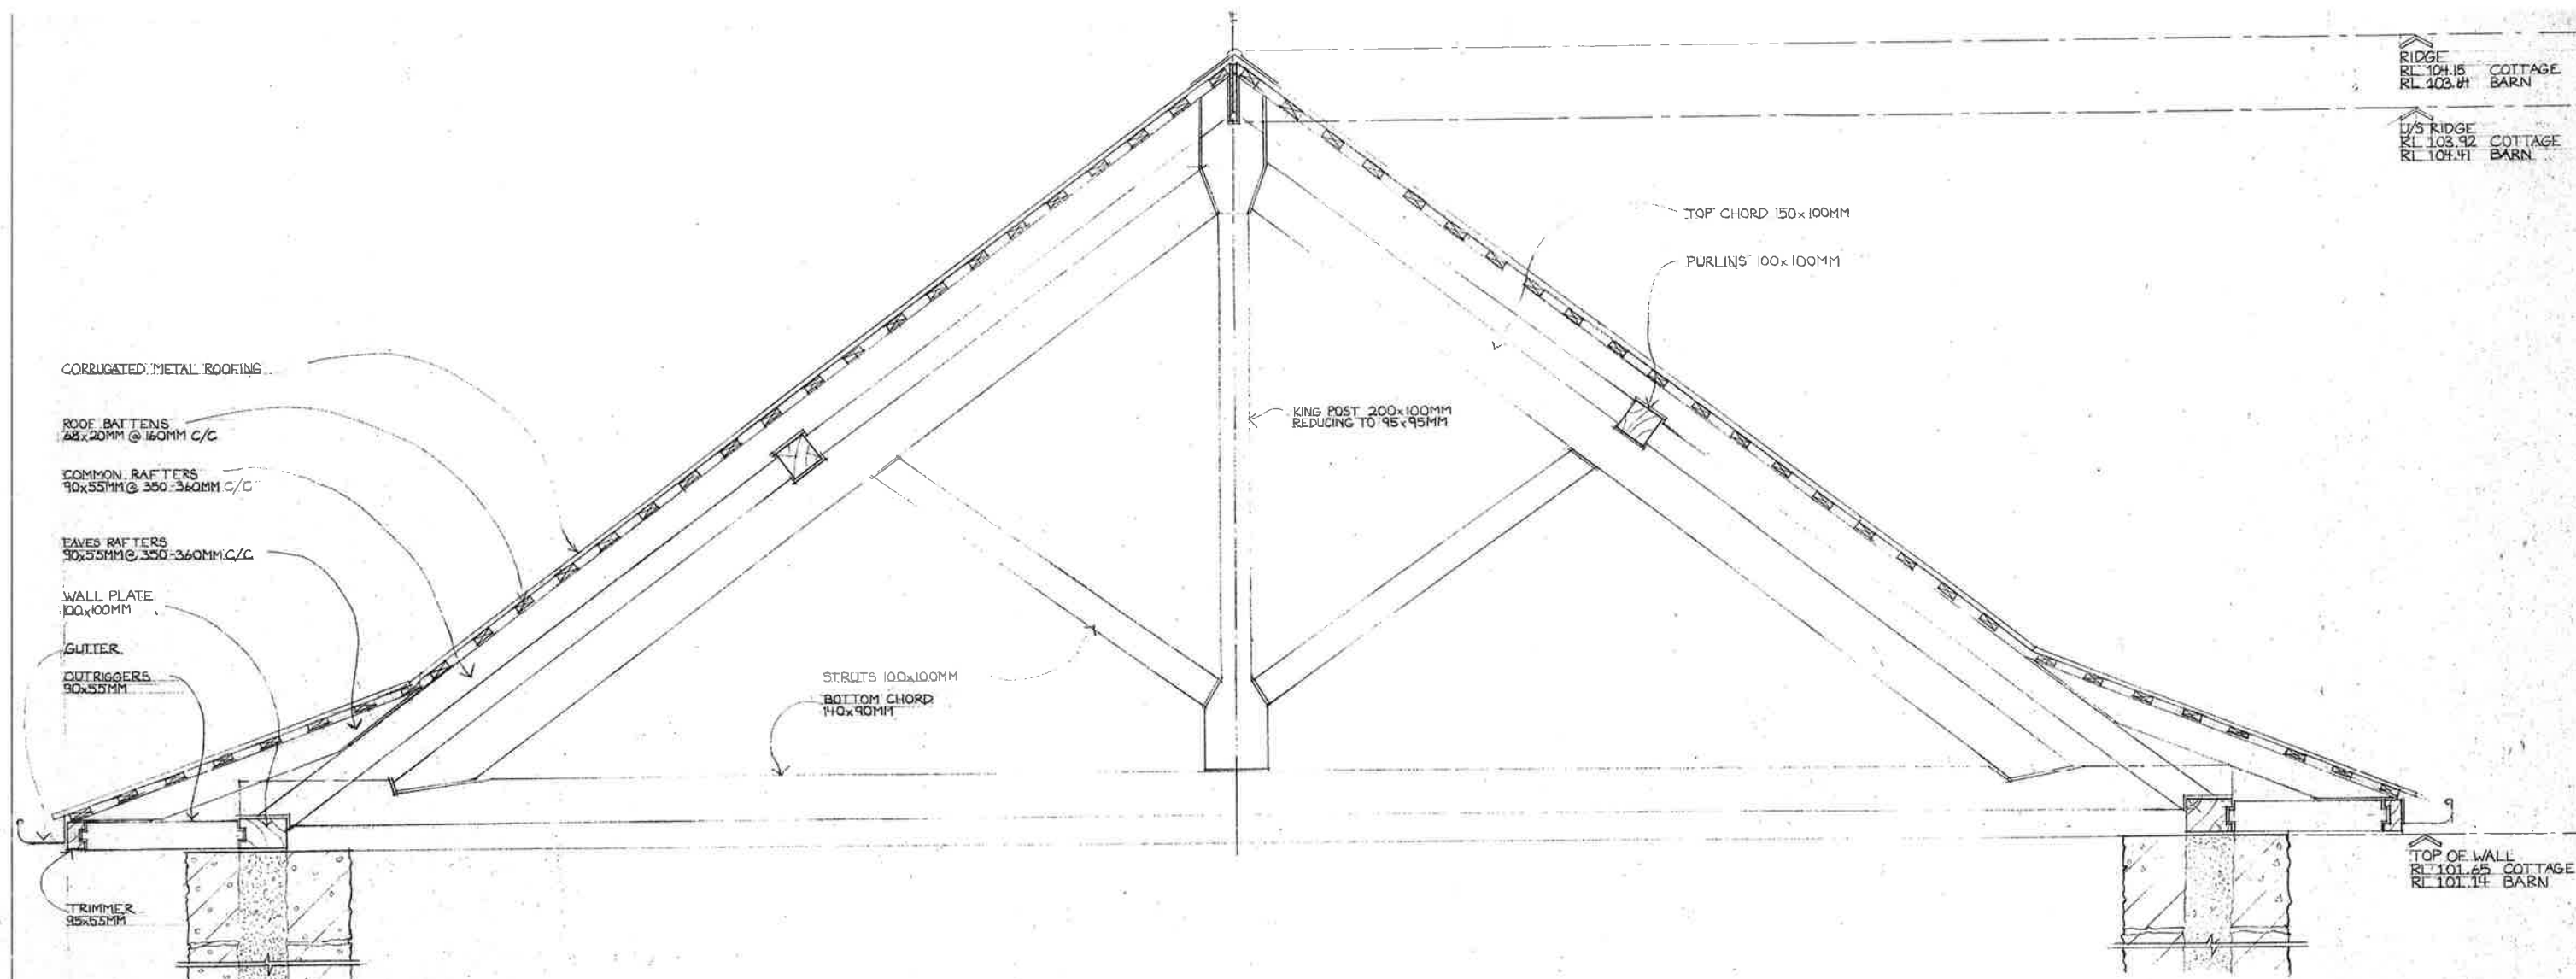 RIDGE
RL 104.15 COTTAGE
RL 103.64 BARN
U/S RIDGE
RL 103.92 COTTAGE
RL 104.41 BARN
TOP CHORD 150x100MM
PURLINS 100x100MM
CORRUGATED METAL ROOFING
ROOF BATTENS
68x20MM @ 160MM C/C
KING POST 200x100MM
REDUCING TO 95x95MM
COMMON RAFTERS
90x55MM @ 350-360MM C/C
EAVES RAFTERS
90x55MM @ 350-360MM C/C
WALL PLATE
100x100MM
GUTTER
OUTRIGGERS
90x55MM
STRUTS 100x100MM
BOTTOM CHORD
140x90MM
TOP OF WALL
RL 101.65 COTTAGE
RL 101.14 BARN
TRIMMER
95x55MM